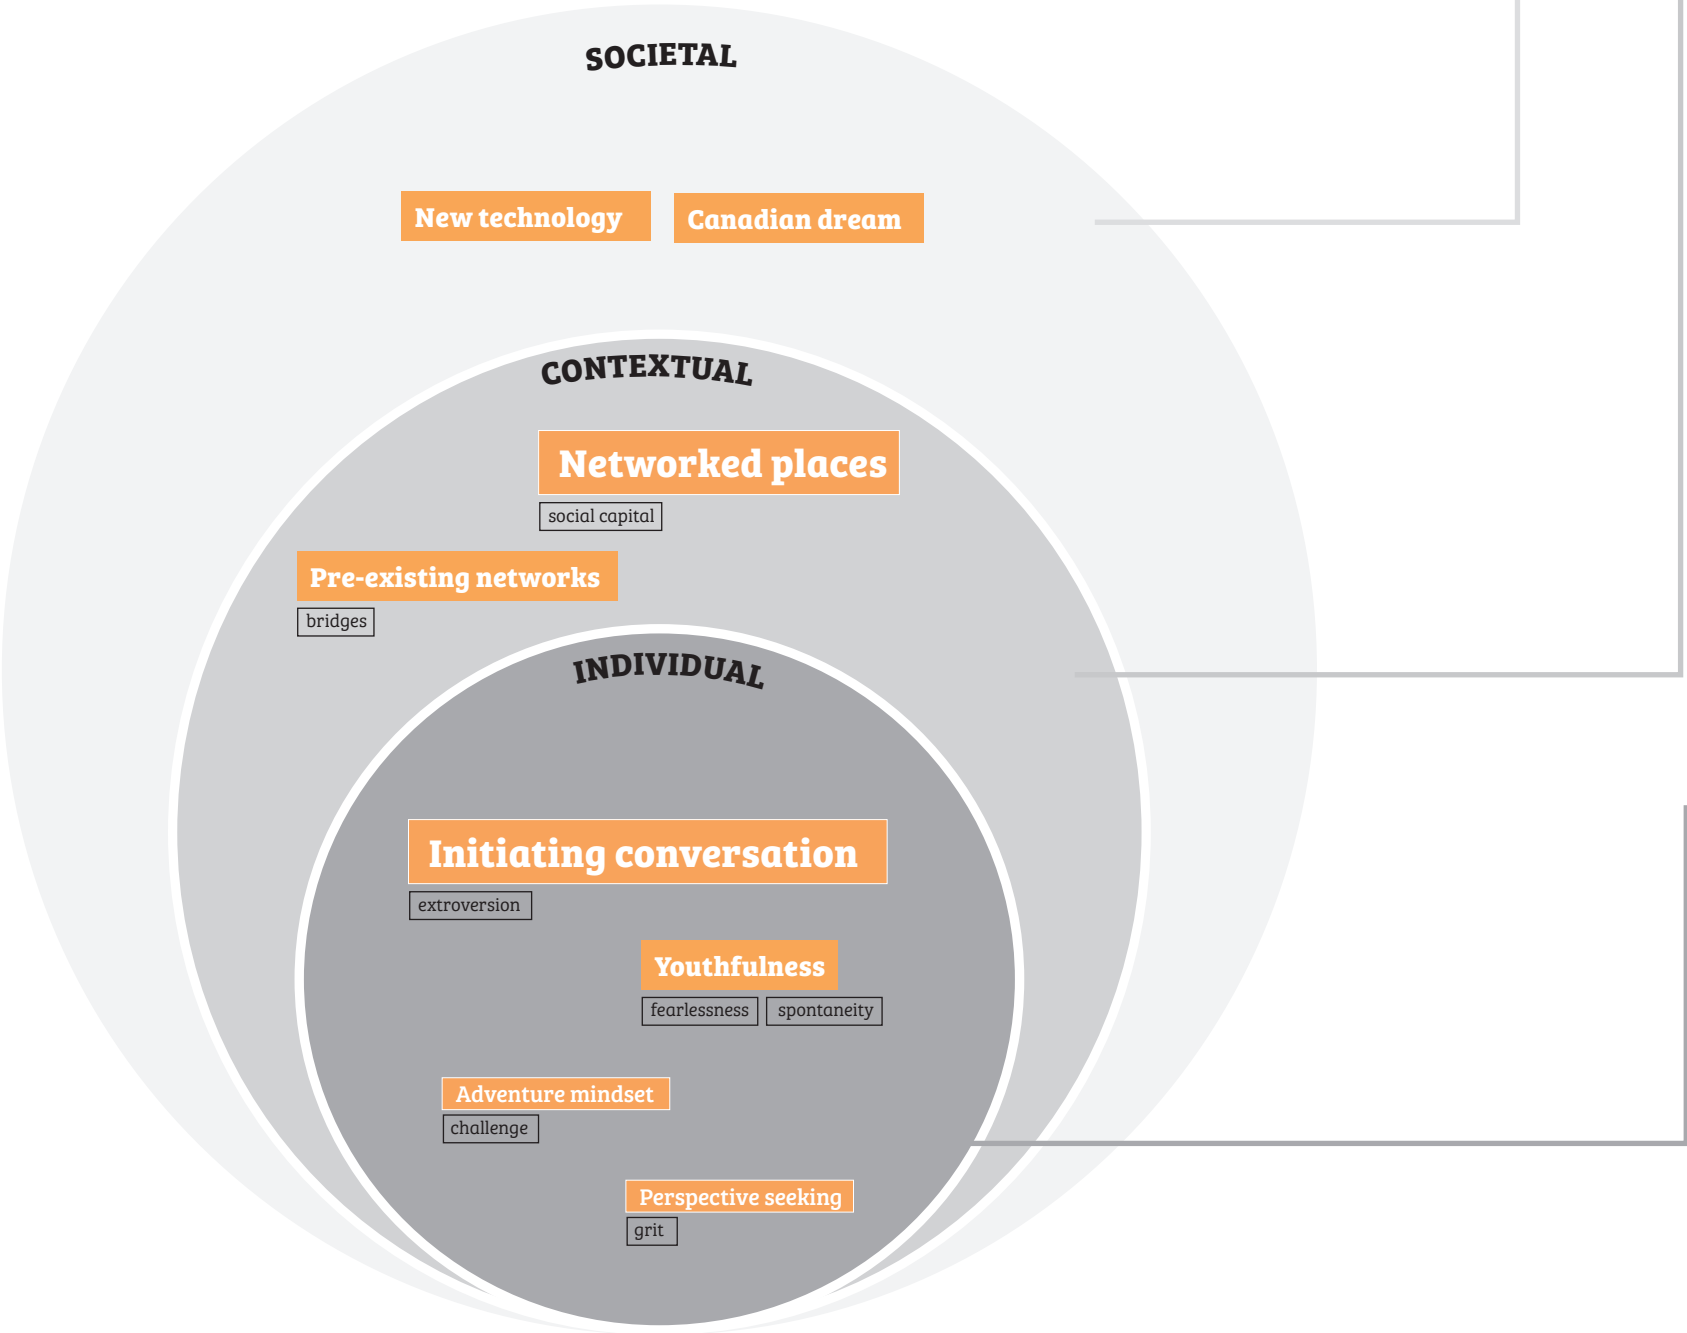 SOCIETAL
New technology
Canadian dream
CONTEXTUAL
Networked places
social capital
Pre-existing networks
bridges
INDIVIDUAL
Initiating conversation
extroversion
Youthfulness
fearlessness
spontaneity
Adventure mindset
challenge
Perspective seeking
grit